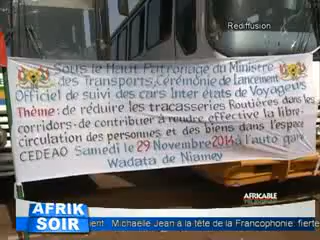 Rediffusion
Sous le Haut Patronage du Ministre
des Transports-Cérémonie de Lancement
Officiel de suivi des cars Inter états de Voyageurs
Thème: de réduire les tracasseries Routières dans les
corridors-de contribuer à rendre effective la libre-
circulation des personnes et des biens dans l'espace
CEDEAO Samedi le 29 Novembre 2014 à l'auto gare
Wadata de Niamey
AFRICABLE
AFRIK
SOIR
ment Michaëlle Jean à la tête de la Francophonie: fierté